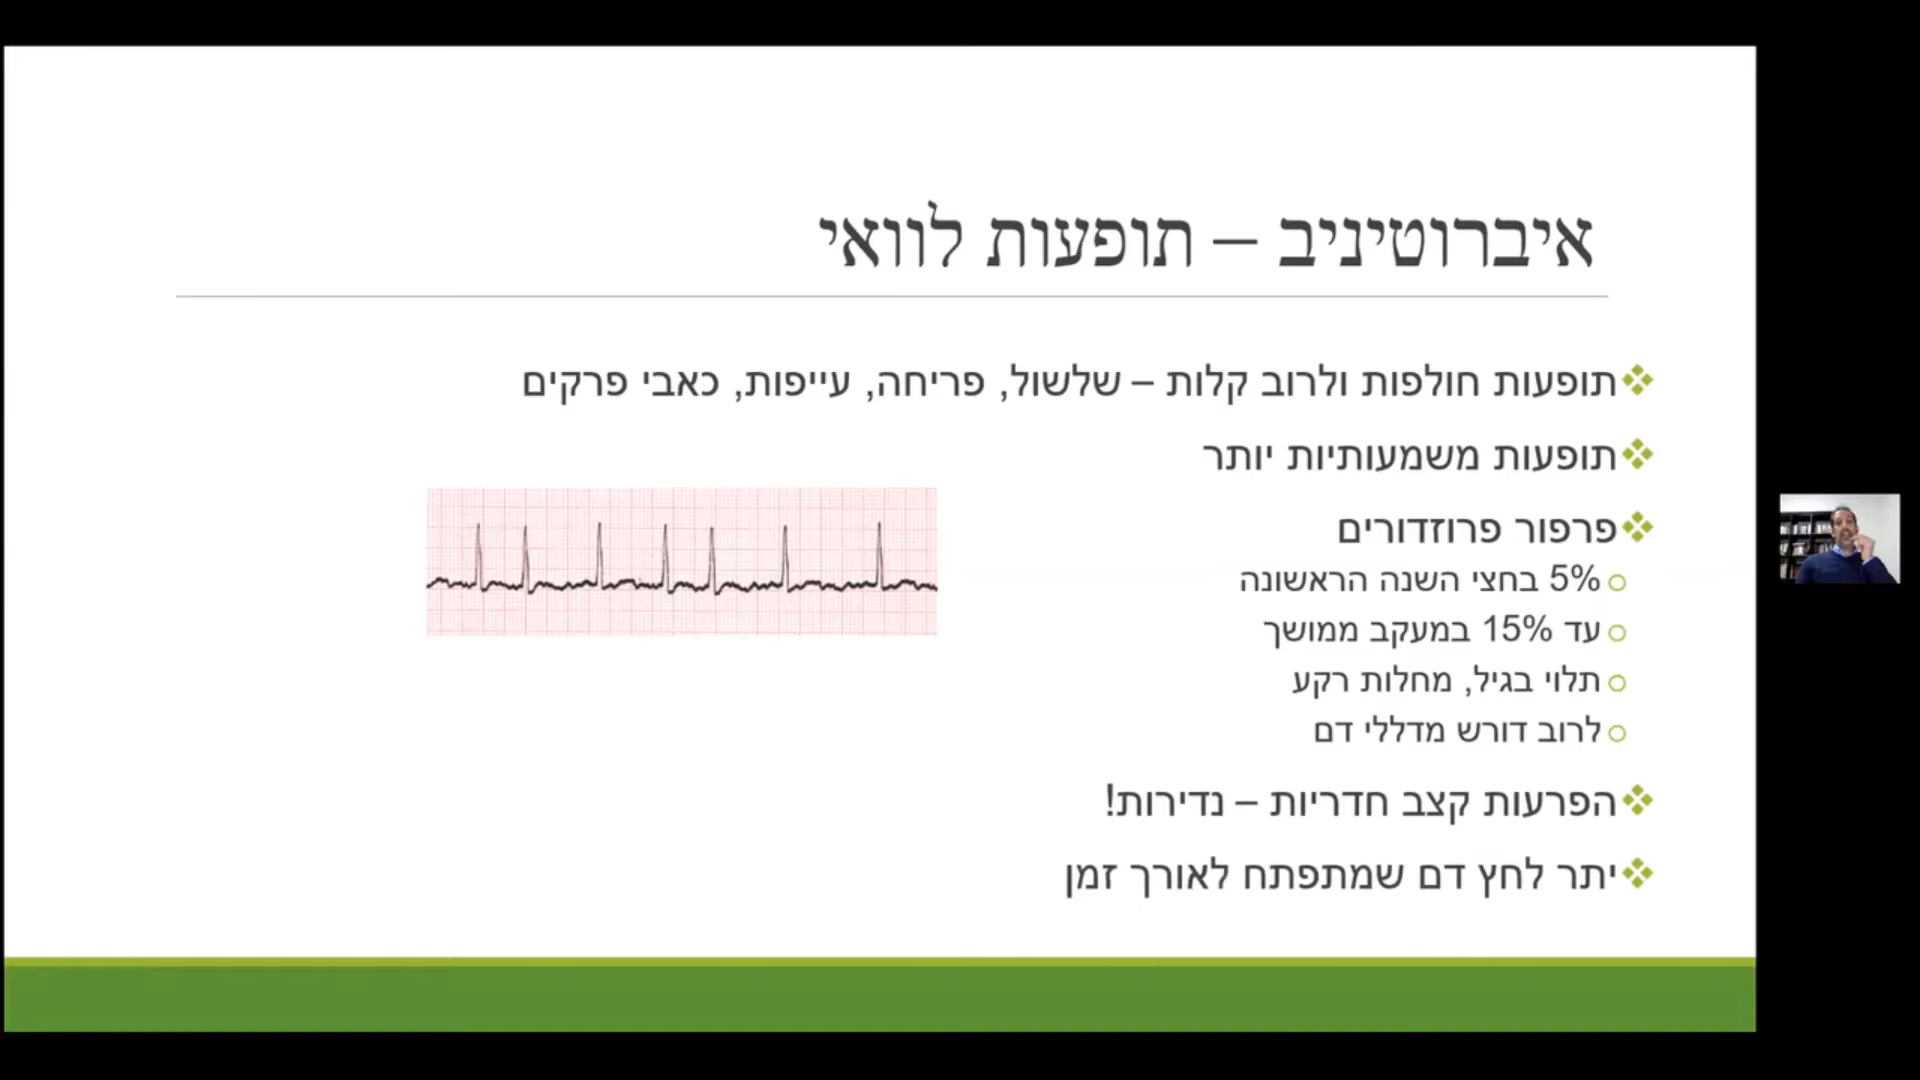 איברוטיניב – תופעות לוואי
תופעות חולפות ולרוב קלות – שלשול, פריחה, עייפות, כאבי פרקים
תופעות משמעותיות יותר
פרפור פרוזדורים
5% בחצי השנה הראשונה
עד 15% במעקב ממושך
תלוי בגיל, מחלות רקע
לרוב דורש מדללי דם
הפרעות קצב חדריות – נדירות!
יתר לחץ דם שמתפתח לאורך זמן